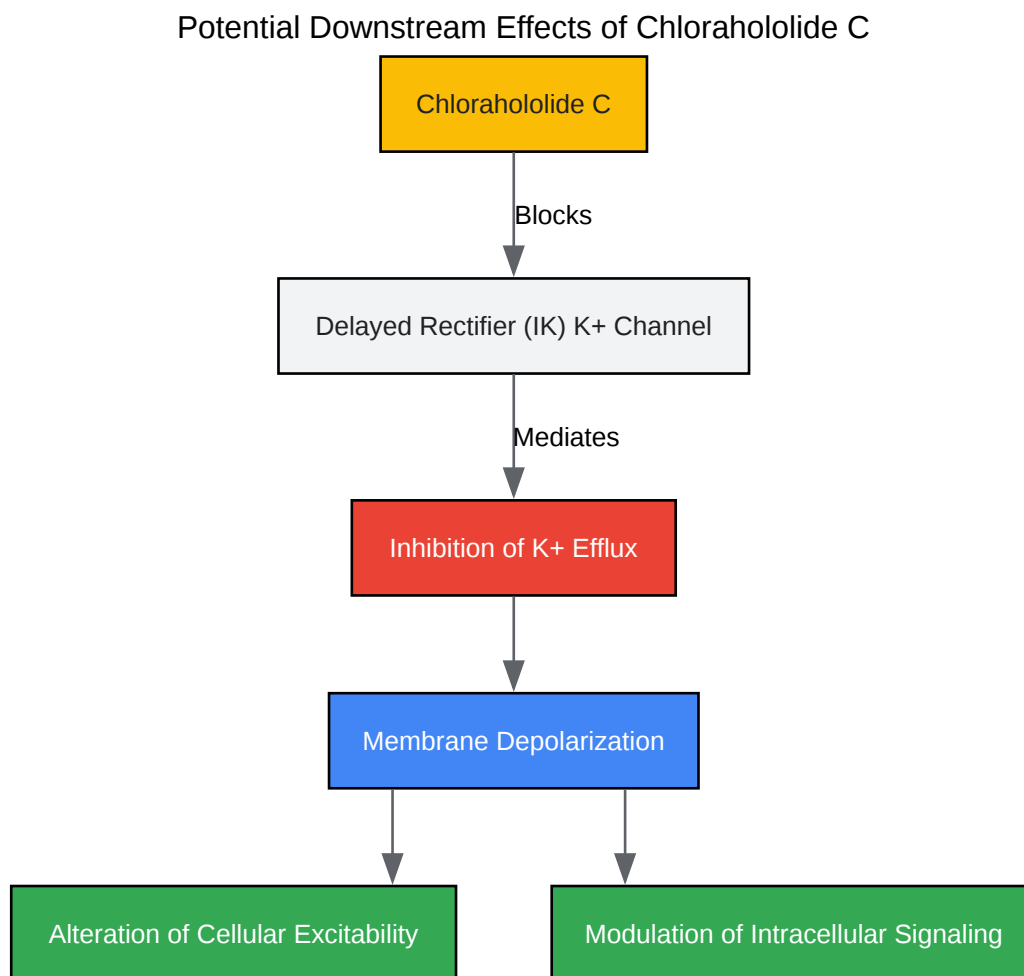 Potential Downstream Effects of Chlorahololide C
Chlorahololide C
Blocks
Delayed Rectifier (IK) K+ Channel
Mediates
Inhibition of K+ Efflux
Membrane Depolarization
Alteration of Cellular Excitability
Modulation of Intracellular Signaling